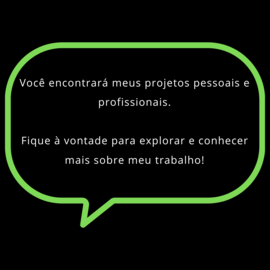 Você encontrará meus projetos pessoais e
profissionais.
Fique à vontade para explorar e conhecer
mais sobre meu trabalho!